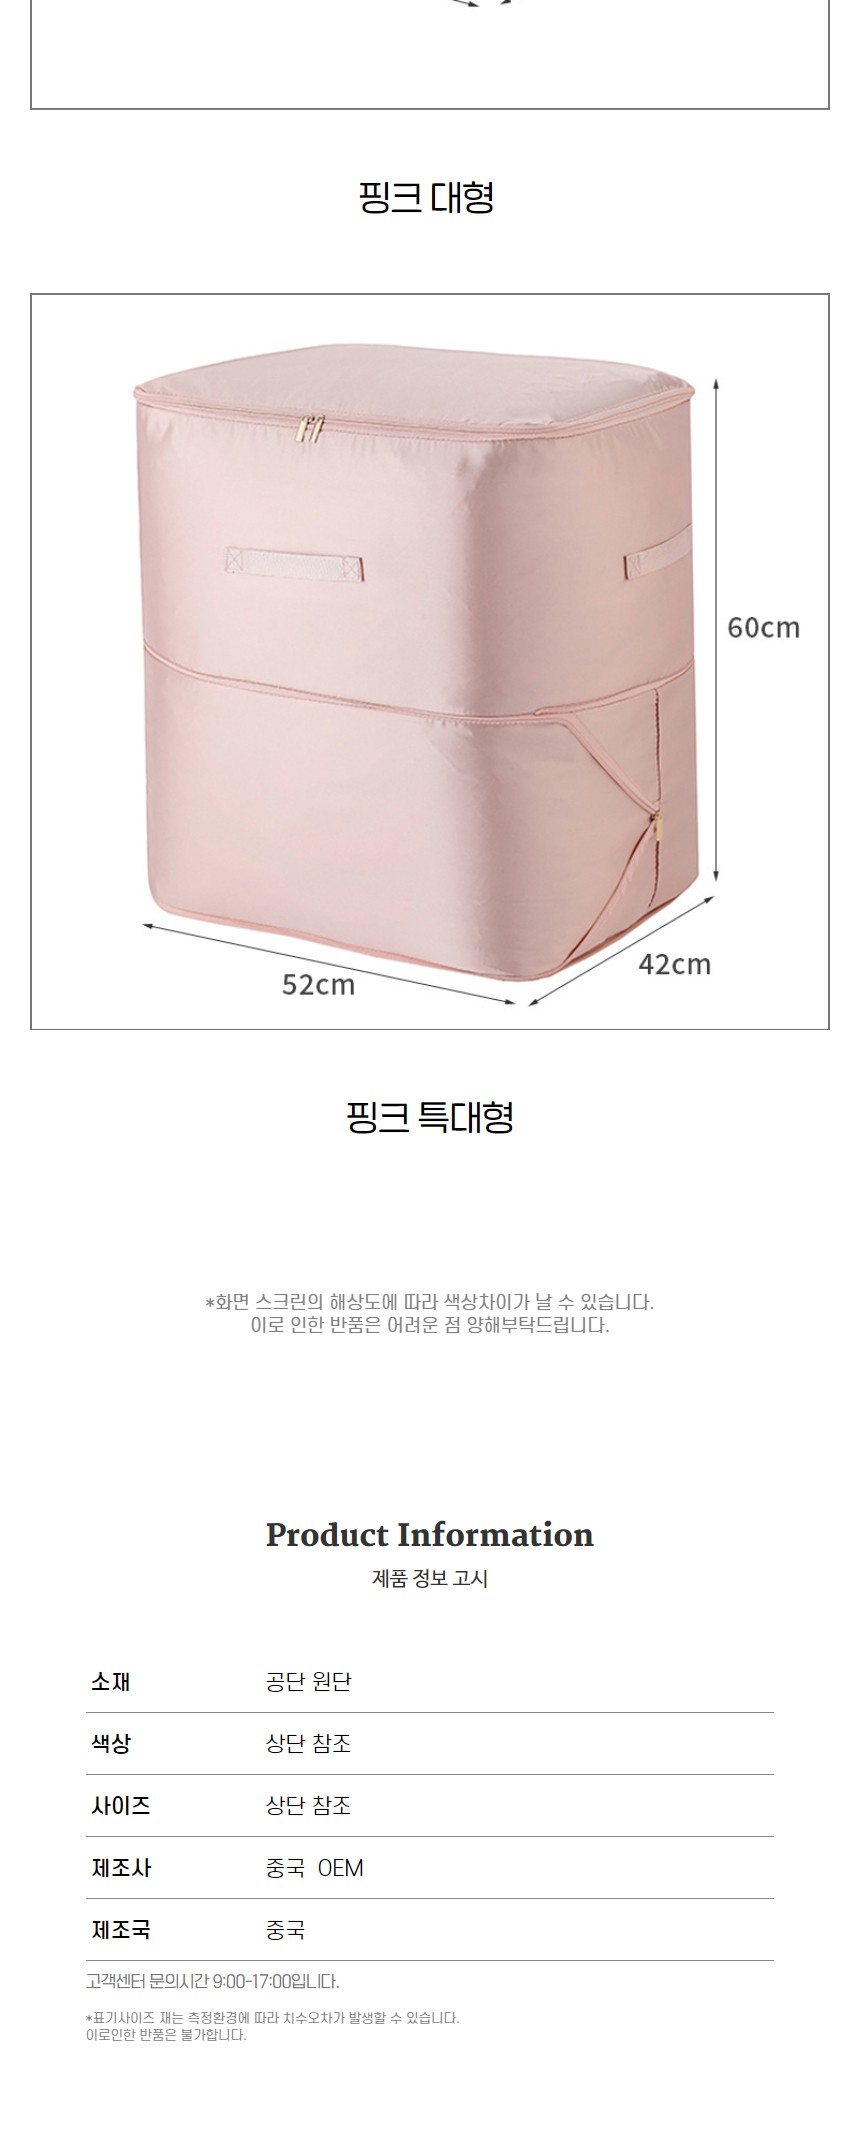 핑크 대형
60cm
42cm
52cm
핑크 특대형
*화면 스크린의 해상도에 따라 색상차이가 날 수 있습니다.
이로 인한 반품은 어려운 점 양해부탁드립니다.
Product Information
제품 정보 고시
소재 공단 원단
색상 상단 참조
사이즈 상단 참조
제조사 중국 OEM
제조국 중국
고객센터 문의시간 9:00-17:00입니다.
*표기사이즈 재는 측정환경에 따라 치수오차가 발생할 수 있습니다.
이로인한 반품은 불가합니다.